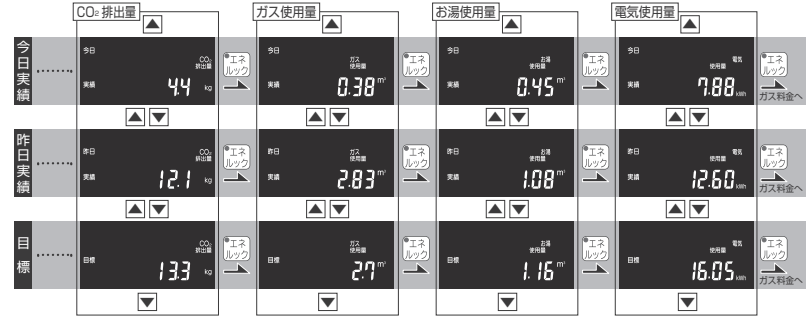 CO₂ 排出量 ガス使用量 お湯使用量 電気使用量
▲ ▲ ▲ ▲
今日実績
今日
CO₂
排出量
実績 4.4 kg
エネ
ルック
今日
ガス
使用量
実績 0.38 m³
エネ
ルック
今日
お湯
使用量
実績 0.45 m³
エネ
ルック
今日
電気
使用量
実績 7.88 kWh
エネ
ルック
ガス料金へ
▲ ▼ ▲ ▼ ▲ ▼ ▲ ▼
昨日実績
昨日
CO₂
排出量
実績 12.1 kg
エネ
ルック
昨日
ガス
使用量
実績 2.83 m³
エネ
ルック
昨日
お湯
使用量
実績 1.08 m³
エネ
ルック
昨日
電気
使用量
実績 12.60 kWh
エネ
ルック
ガス料金へ
▲ ▼ ▲ ▼ ▲ ▼ ▲ ▼
目標
CO₂
排出量
目標 13.3 kg
エネ
ルック
ガス
使用量
目標 2.7 m³
エネ
ルック
お湯
使用量
目標 1.16 m³
エネ
ルック
電気
使用量
目標 16.05 kWh
エネ
ルック
ガス料金へ
▼ ▼ ▼ ▼